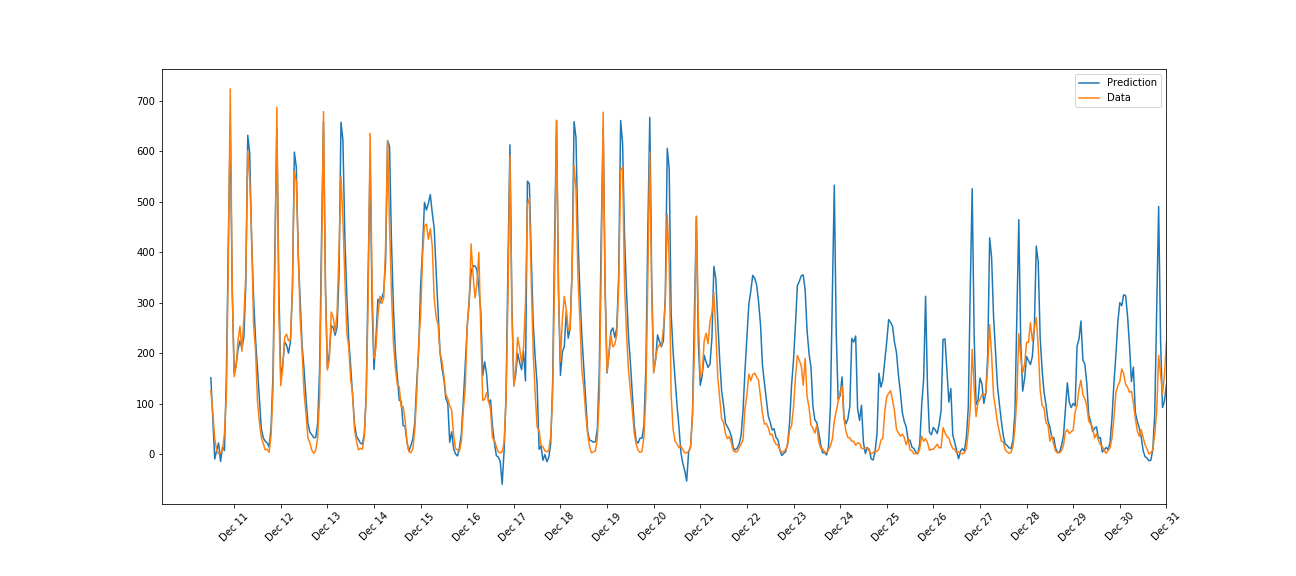 Prediction
Data
700
600
500
400
300
200
100
0
Dec 11
Dec 12
Dec 13
Dec 14
Dec 15
Dec 16
Dec 17
Dec 18
Dec 19
Dec 20
Dec 21
Dec 22
Dec 23
Dec 24
Dec 25
Dec 26
Dec 27
Dec 28
Dec 29
Dec 30
Dec 31